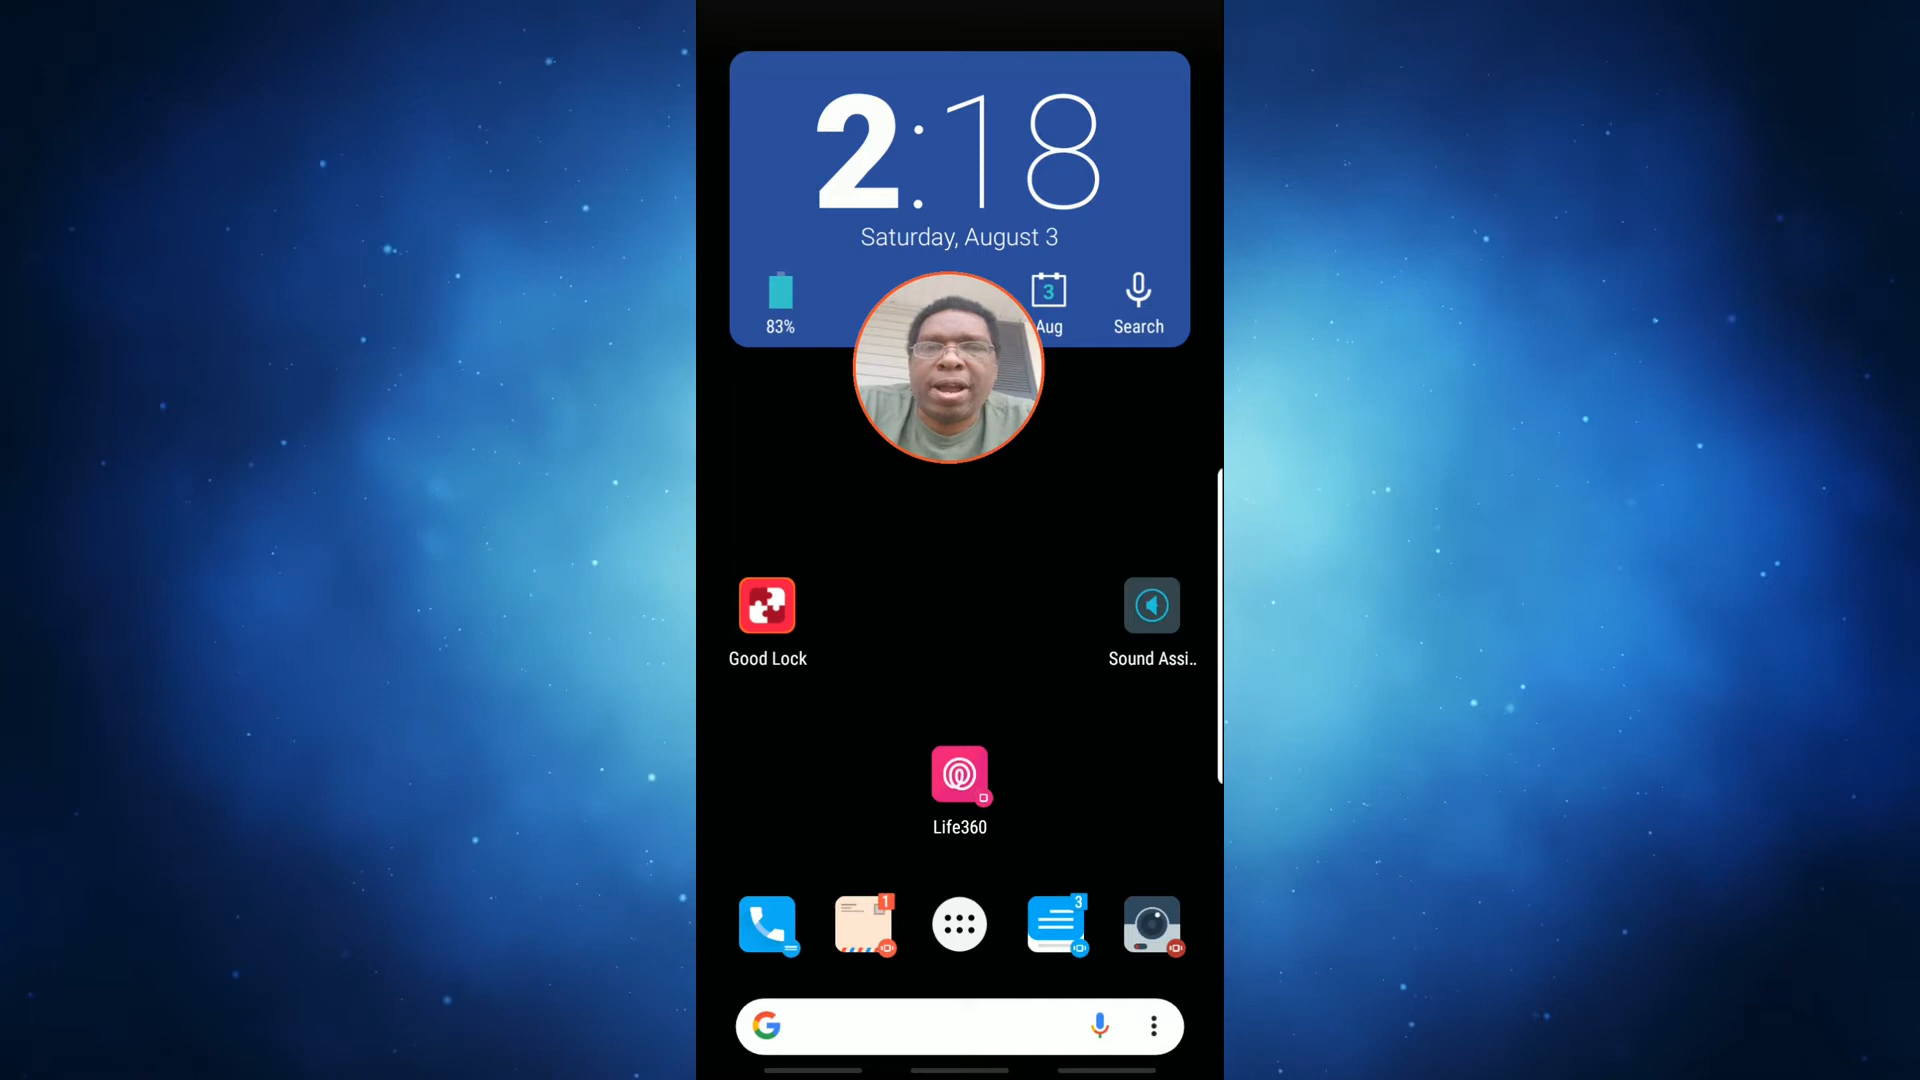 2:18
Saturday, August 3
3
83%
Aug
Search
Good Lock
Sound Assi..
Life360
1
3
G